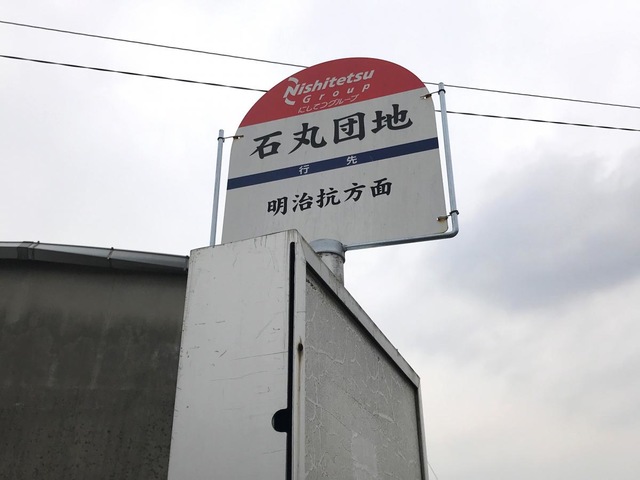 Nishitetsu
Group
にしてつグループ
石丸団地
行先
明治抗方面